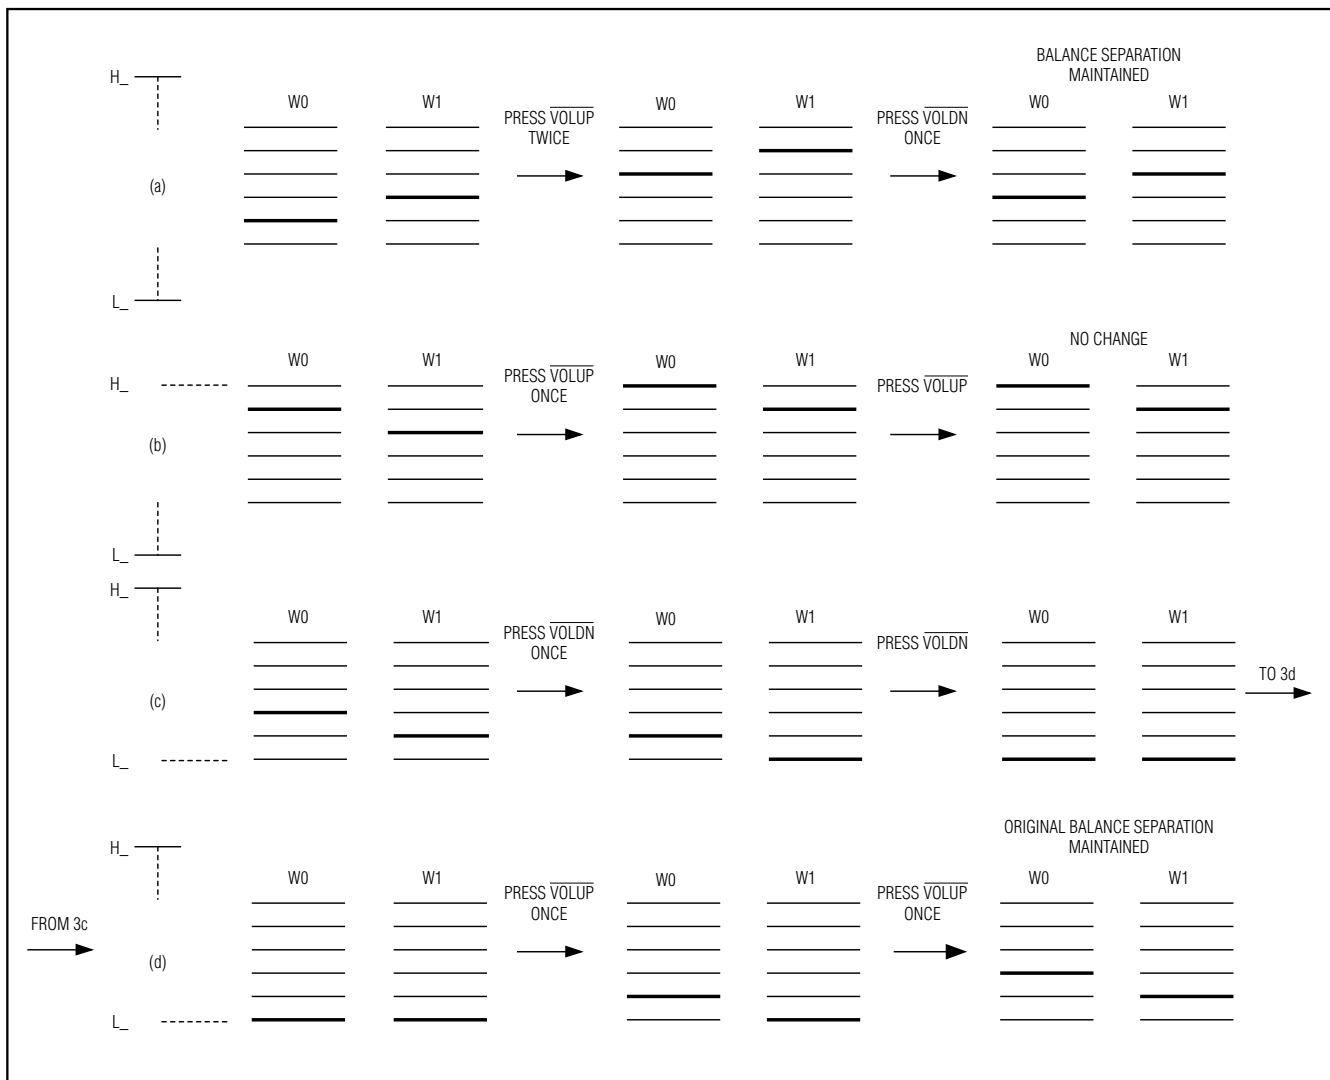 BALANCE SEPARATION
MAINTAINED
H_
W0 W1 W0 W1 W0 W1
PRESS VOLUP
TWICE
PRESS VOLDN
ONCE
(a)
L_
NO CHANGE
W0 W1 W0 W1 W0 W1
H_
PRESS VOLUP
ONCE
PRESS VOLUP
(b)
L_
H_
W0 W1 W0 W1 W0 W1
PRESS VOLDN
ONCE
PRESS VOLDN
TO 3d
(c)
L_
ORIGINAL BALANCE SEPARATION
MAINTAINED
H_
W0 W1 W0 W1 W0 W1
PRESS VOLUP
ONCE
PRESS VOLUP
ONCE
FROM 3c
(d)
L_